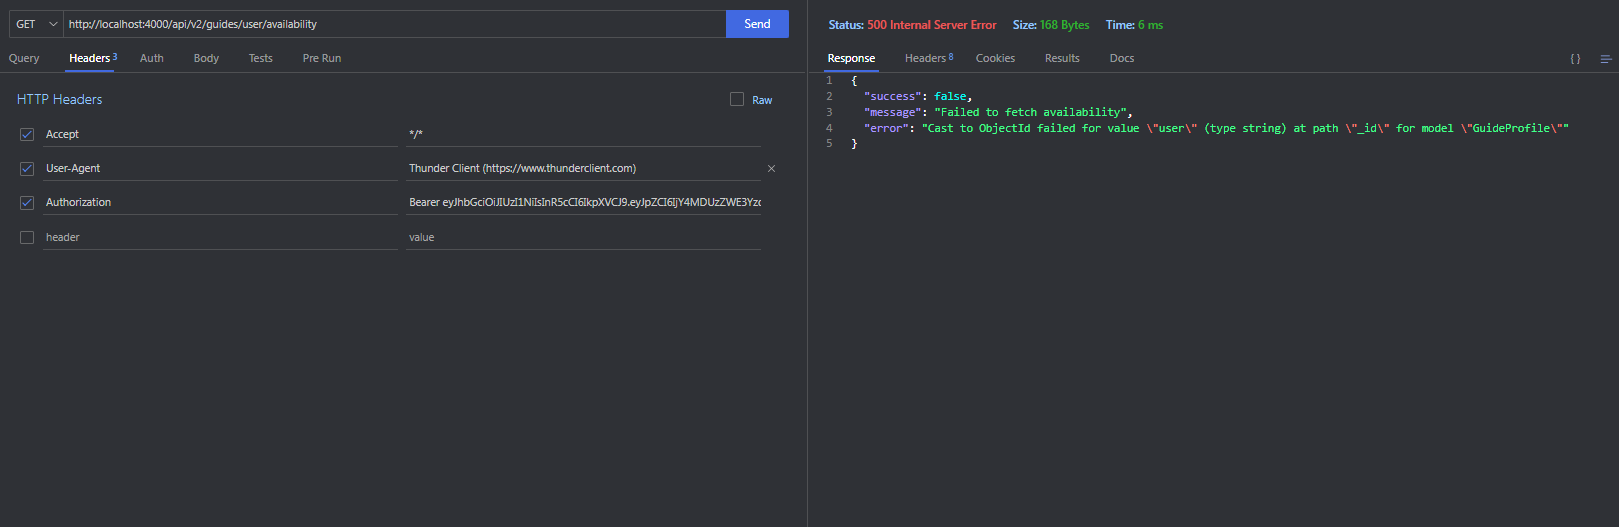 GET http://localhost:4000/api/v2/guides/user/availability Send
Query Headers 3 Auth Body Tests Pre Run
HTTP Headers Raw
Accept */*
User-Agent Thunder Client (https://www.thunderclient.com)
Authorization Bearer eyJhbGciOiJIUzI1NiIsInR5cCI6IkpXVCJ9.eyJpZCI6IjY4MDUzZWE3Yzc
header value
Status: 500 Internal Server Error Size: 168 Bytes Time: 6 ms
Response Headers 8 Cookies Results Docs { }
1 {
2 "success": false,
3 "message": "Failed to fetch availability",
4 "error": "Cast to ObjectId failed for value \"user\" (type string) at path \"_id\" for model \"GuideProfile\""
5 }